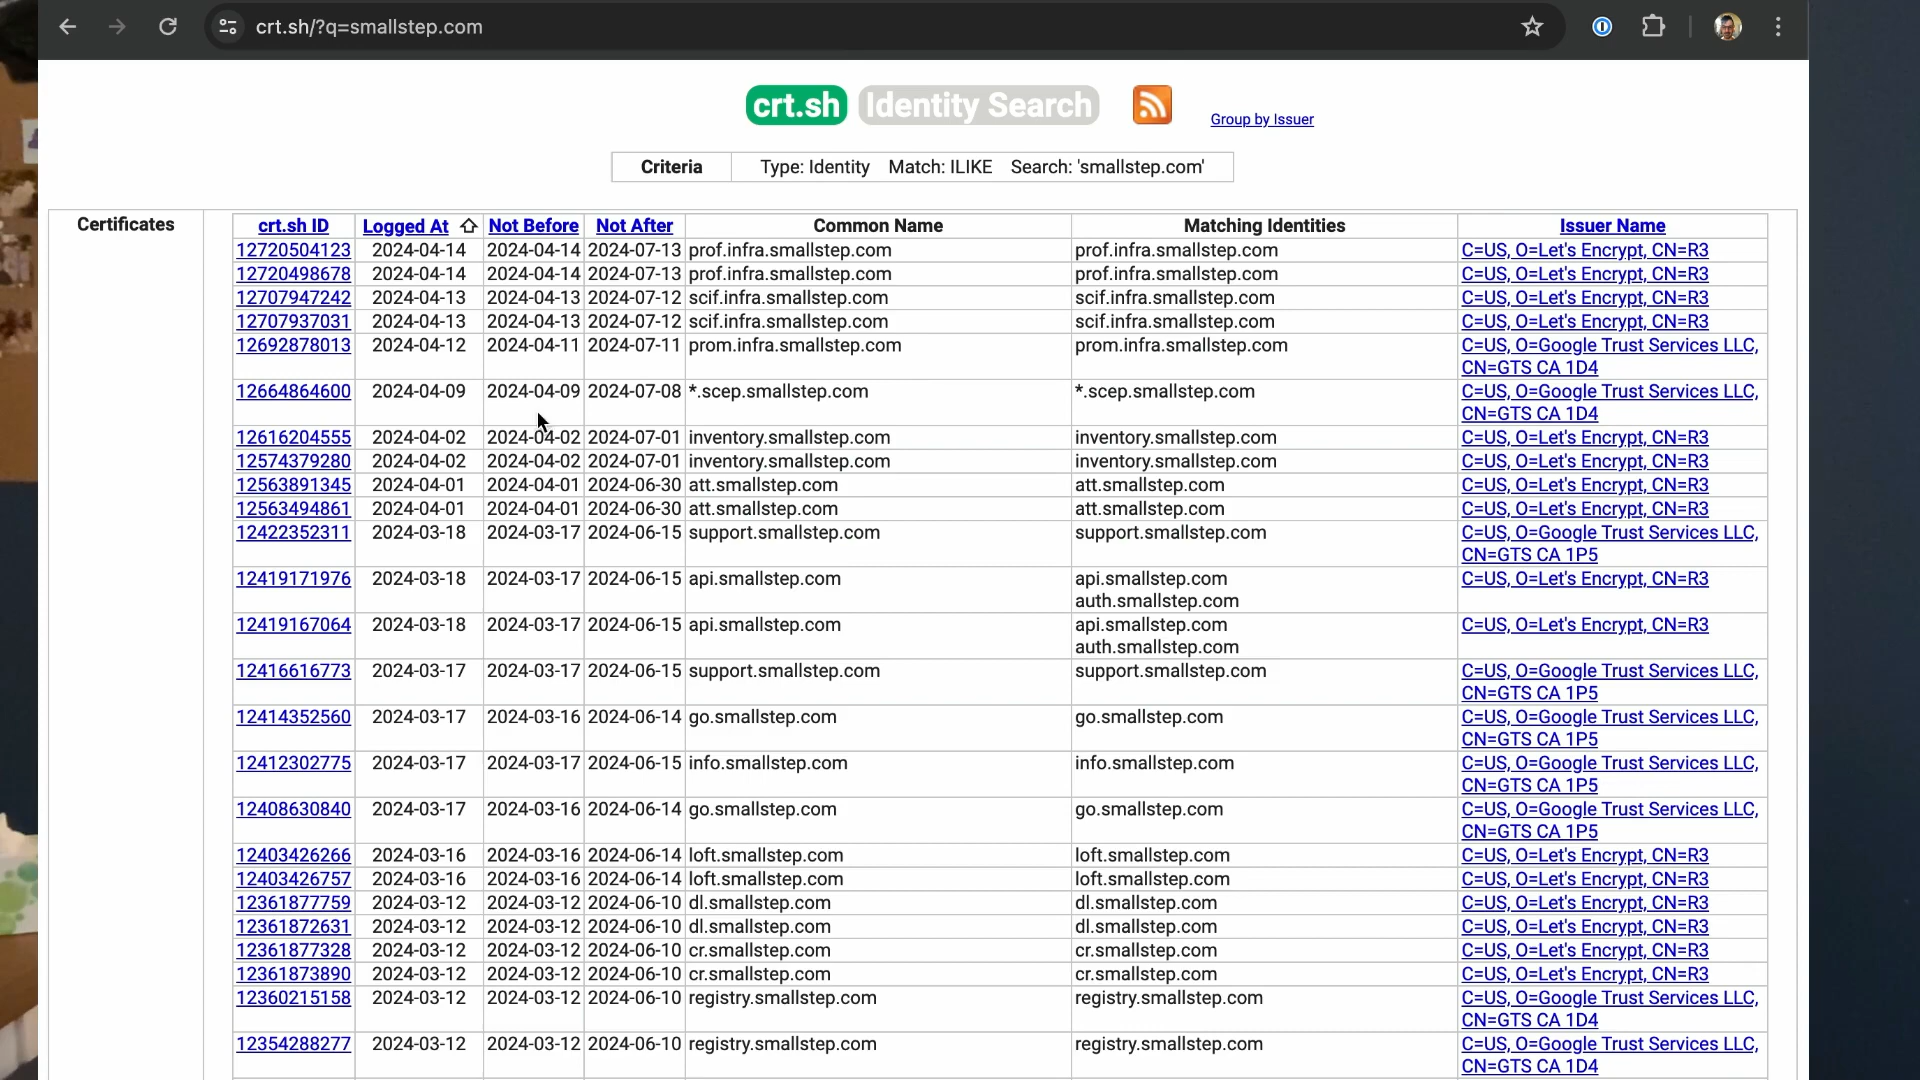 crt.sh/?q=smallstep.com
crt.sh Identity Search Group by Issuer
Criteria Type: Identity Match: ILIKE Search: 'smallstep.com'
Certificates crt.sh ID Logged At Not Before Not After Common Name Matching Identities Issuer Name
12720504123 2024-04-14 2024-04-14 2024-07-13 prof.infra.smallstep.com prof.infra.smallstep.com C=US, O=Let's Encrypt, CN=R3
12720498678 2024-04-14 2024-04-14 2024-07-13 prof.infra.smallstep.com prof.infra.smallstep.com C=US, O=Let's Encrypt, CN=R3
12707947242 2024-04-13 2024-04-13 2024-07-12 scif.infra.smallstep.com scif.infra.smallstep.com C=US, O=Let's Encrypt, CN=R3
12707937031 2024-04-13 2024-04-13 2024-07-12 scif.infra.smallstep.com scif.infra.smallstep.com C=US, O=Let's Encrypt, CN=R3
12692878013 2024-04-12 2024-04-11 2024-07-11 prom.infra.smallstep.com prom.infra.smallstep.com C=US, O=Google Trust Services LLC,
CN=GTS CA 1D4
12664864600 2024-04-09 2024-04-09 2024-07-08 *.scep.smallstep.com *.scep.smallstep.com C=US, O=Google Trust Services LLC,
CN=GTS CA 1D4
12616204555 2024-04-02 2024-04-02 2024-07-01 inventory.smallstep.com inventory.smallstep.com C=US, O=Let's Encrypt, CN=R3
12574379280 2024-04-02 2024-04-02 2024-07-01 inventory.smallstep.com inventory.smallstep.com C=US, O=Let's Encrypt, CN=R3
12563891345 2024-04-01 2024-04-01 2024-06-30 att.smallstep.com att.smallstep.com C=US, O=Let's Encrypt, CN=R3
12563494861 2024-04-01 2024-04-01 2024-06-30 att.smallstep.com att.smallstep.com C=US, O=Let's Encrypt, CN=R3
12422352311 2024-03-18 2024-03-17 2024-06-15 support.smallstep.com support.smallstep.com C=US, O=Google Trust Services LLC,
CN=GTS CA 1P5
12419171976 2024-03-18 2024-03-17 2024-06-15 api.smallstep.com api.smallstep.com C=US, O=Let's Encrypt, CN=R3
auth.smallstep.com
12419167064 2024-03-18 2024-03-17 2024-06-15 api.smallstep.com api.smallstep.com C=US, O=Let's Encrypt, CN=R3
auth.smallstep.com
12416616773 2024-03-17 2024-03-17 2024-06-15 support.smallstep.com support.smallstep.com C=US, O=Google Trust Services LLC,
CN=GTS CA 1P5
12414352560 2024-03-17 2024-03-16 2024-06-14 go.smallstep.com go.smallstep.com C=US, O=Google Trust Services LLC,
CN=GTS CA 1P5
12412302775 2024-03-17 2024-03-17 2024-06-15 info.smallstep.com info.smallstep.com C=US, O=Google Trust Services LLC,
CN=GTS CA 1P5
12408630840 2024-03-17 2024-03-16 2024-06-14 go.smallstep.com go.smallstep.com C=US, O=Google Trust Services LLC,
CN=GTS CA 1P5
12403426266 2024-03-16 2024-03-16 2024-06-14 loft.smallstep.com loft.smallstep.com C=US, O=Let's Encrypt, CN=R3
12403426757 2024-03-16 2024-03-16 2024-06-14 loft.smallstep.com loft.smallstep.com C=US, O=Let's Encrypt, CN=R3
12361877759 2024-03-12 2024-03-12 2024-06-10 dl.smallstep.com dl.smallstep.com C=US, O=Let's Encrypt, CN=R3
12361872631 2024-03-12 2024-03-12 2024-06-10 dl.smallstep.com dl.smallstep.com C=US, O=Let's Encrypt, CN=R3
12361877328 2024-03-12 2024-03-12 2024-06-10 cr.smallstep.com cr.smallstep.com C=US, O=Let's Encrypt, CN=R3
12361873890 2024-03-12 2024-03-12 2024-06-10 cr.smallstep.com cr.smallstep.com C=US, O=Let's Encrypt, CN=R3
12360215158 2024-03-12 2024-03-12 2024-06-10 registry.smallstep.com registry.smallstep.com C=US, O=Google Trust Services LLC,
CN=GTS CA 1D4
12354288277 2024-03-12 2024-03-12 2024-06-10 registry.smallstep.com registry.smallstep.com C=US, O=Google Trust Services LLC,
CN=GTS CA 1D4